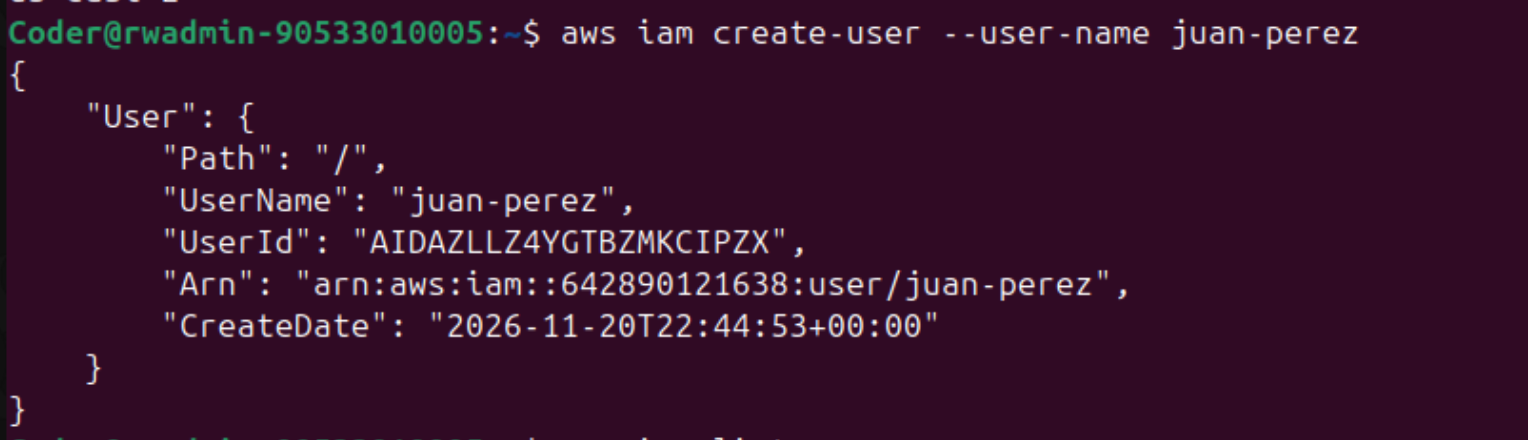 Coder@rwadmin-90533010005:~$ aws iam create-user --user-name juan-perez
{
    "User": {
        "Path": "/",
        "UserName": "juan-perez",
        "UserId": "AIDAZLLZ4YGTBZMKCIPZX",
        "Arn": "arn:aws:iam::642890121638:user/juan-perez",
        "CreateDate": "2026-11-20T22:44:53+00:00"
    }
}